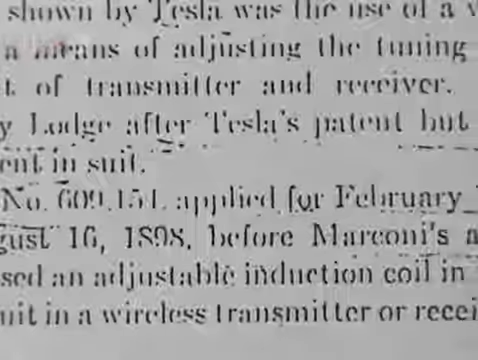 shown by Tesla was the use of a
a means of adjusting the tuning
t of transmitter and receiver.
y Lodge after Tesla's patent but
ent in suit.
No. 609,154, applied for February
gust 16, 1898, before Marconi's a
sed an adjustable induction coil in
uit in a wireless transmitter or recei